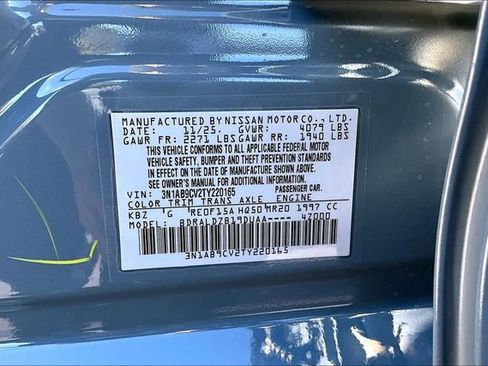 MANUFACTURED BY NISSAN MOTOR CO., LTD.
DATE: 11/25. GVWR: 4079 LBS
GAWR FR: 2271 LBS GAWR RR: 1940 LBS
THIS VEHICLE CONFORMS TO ALL APPLICABLE FEDERAL MOTOR
VEHICLE SAFETY, BUMPER AND THEFT PREVENTION STANDARDS
IN EFFECT ON THE DATE OF MANUFACTURE SHOWN ABOVE.
SEE OWNER'S MANUAL FOR ADDITIONAL INFORMATION.
VIN: 3N1AB9CV2TY220165 PASSENGER CAR.
COLOR TRIM TRANS AXLE ENGINE
KBZ G RE0F15A HQ50 MR20 1997 CC
MODEL: BDRALDZB19DUAA---- 47000
3N1AB9CV2TY220165